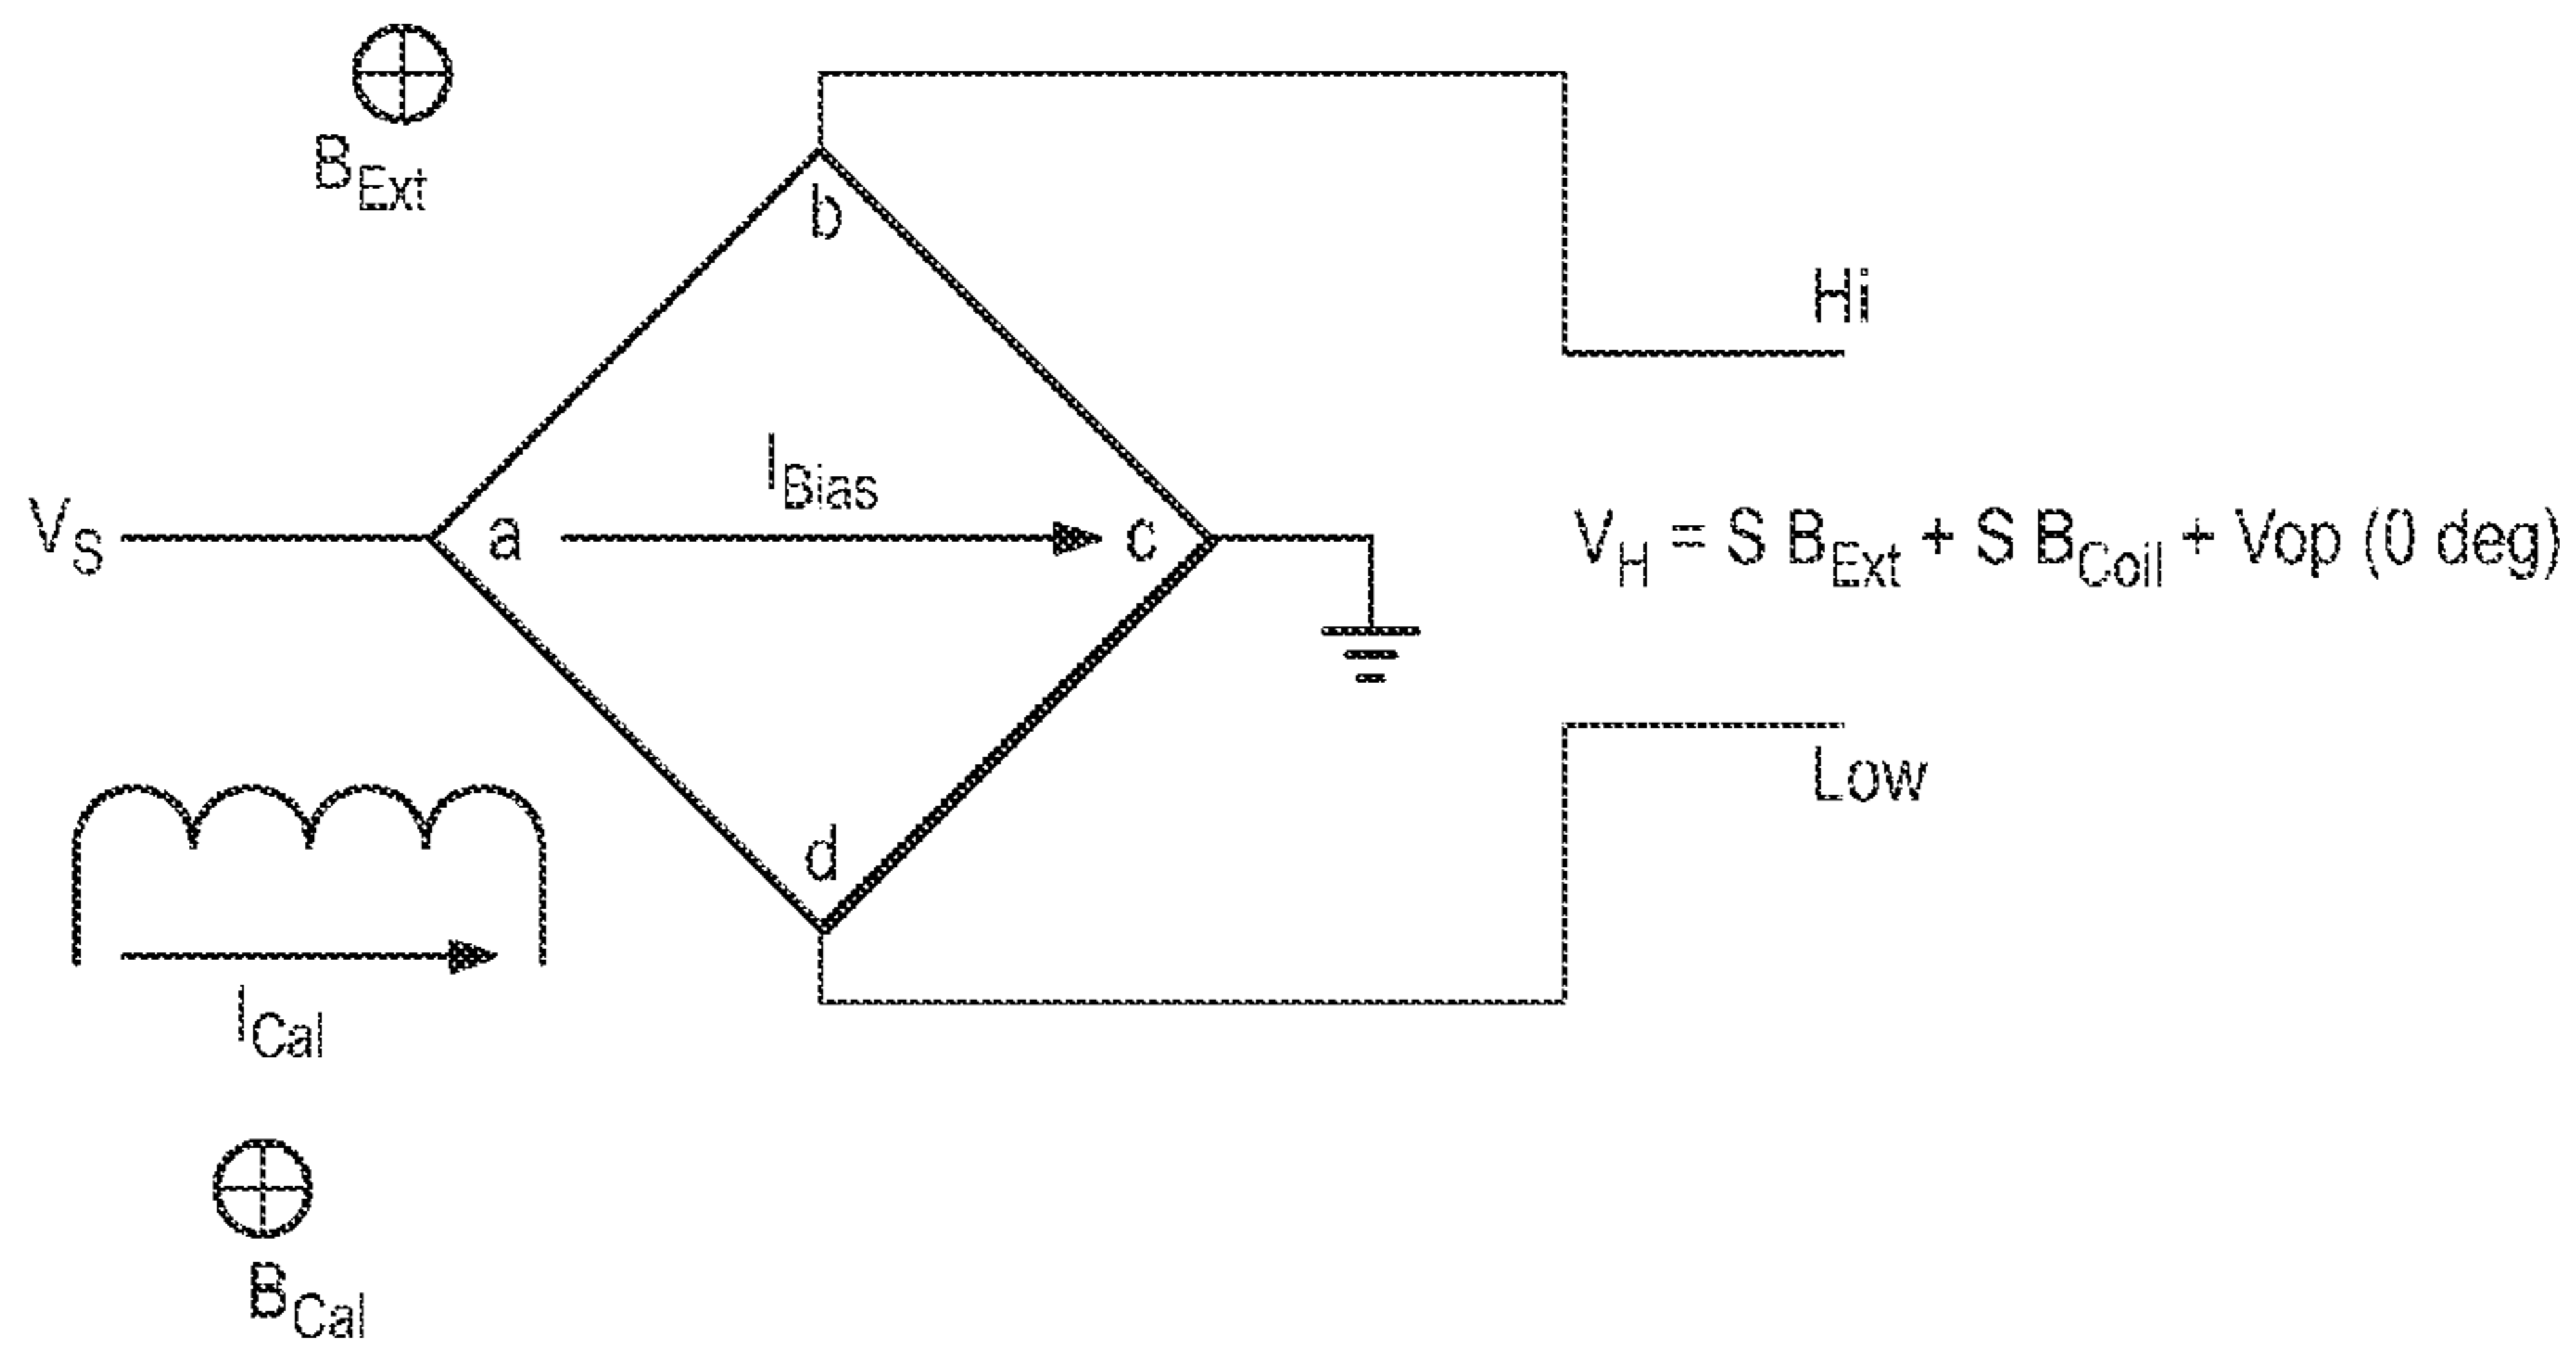 B_Ext
b
Hi
I_Bias
V_S
a
c
V_H = S B_Ext + S B_Coil + Vop (0 deg)
Low
d
I_Cal
B_Cal